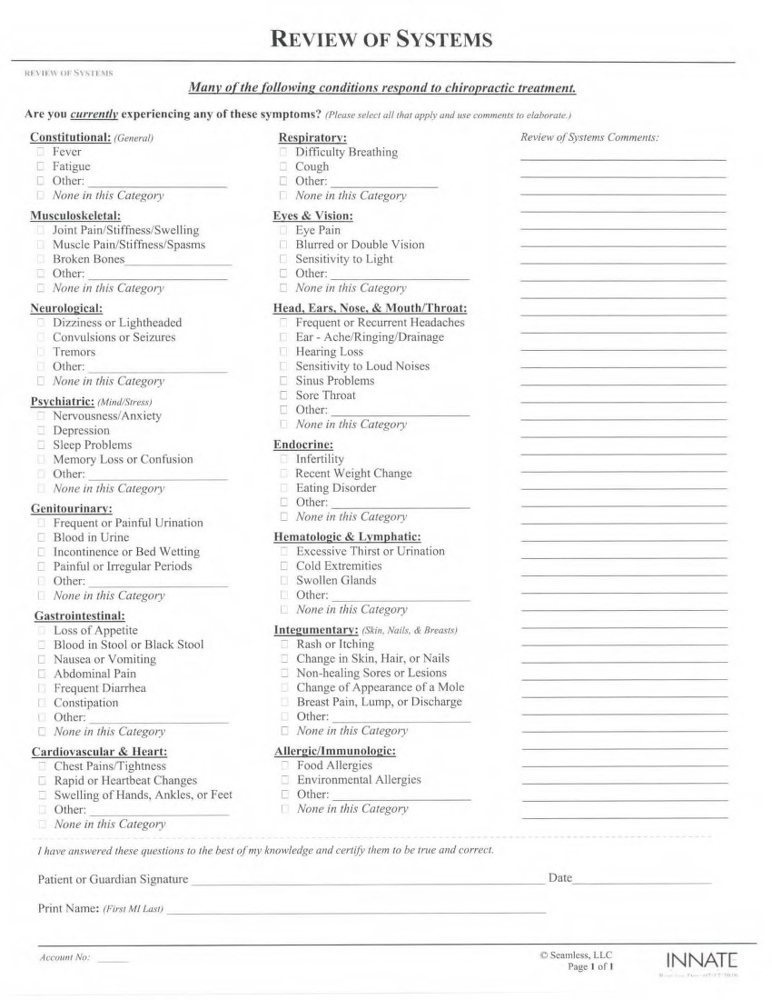 REVIEW OF SYSTEMS
REVIEW OF SYSTEMS
Many of the following conditions respond to chiropractic treatment.
Are you currently experiencing any of these symptoms? (Please select all that apply and use comments to elaborate.)
Constitutional: (General)
☐ Fever
☐ Fatigue
☐ Other: ____________
☐ None in this Category
Musculoskeletal:
☐ Joint Pain/Stiffness/Swelling
☐ Muscle Pain/Stiffness/Spasms
☐ Broken Bones____________
☐ Other: ____________
☐ None in this Category
Neurological:
☐ Dizziness or Lightheaded
☐ Convulsions or Seizures
☐ Tremors
☐ Other: ____________
☐ None in this Category
Psychiatric: (Mind/Stress)
☐ Nervousness/Anxiety
☐ Depression
☐ Sleep Problems
☐ Memory Loss or Confusion
☐ Other: ____________
☐ None in this Category
Genitourinary:
☐ Frequent or Painful Urination
☐ Blood in Urine
☐ Incontinence or Bed Wetting
☐ Painful or Irregular Periods
☐ Other: ____________
☐ None in this Category
Gastrointestinal:
☐ Loss of Appetite
☐ Blood in Stool or Black Stool
☐ Nausea or Vomiting
☐ Abdominal Pain
☐ Frequent Diarrhea
☐ Constipation
☐ Other: ____________
☐ None in this Category
Cardiovascular & Heart:
☐ Chest Pains/Tightness
☐ Rapid or Heartbeat Changes
☐ Swelling of Hands, Ankles, or Feet
☐ Other: ____________
☐ None in this Category
Respiratory:
☐ Difficulty Breathing
☐ Cough
☐ Other: ____________
☐ None in this Category
Eyes & Vision:
☐ Eye Pain
☐ Blurred or Double Vision
☐ Sensitivity to Light
☐ Other: ____________
☐ None in this Category
Head, Ears, Nose, & Mouth/Throat:
☐ Frequent or Recurrent Headaches
☐ Ear - Ache/Ringing/Drainage
☐ Hearing Loss
☐ Sensitivity to Loud Noises
☐ Sinus Problems
☐ Sore Throat
☐ Other: ____________
☐ None in this Category
Endocrine:
☐ Infertility
☐ Recent Weight Change
☐ Eating Disorder
☐ Other: ____________
☐ None in this Category
Hematologic & Lymphatic:
☐ Excessive Thirst or Urination
☐ Cold Extremities
☐ Swollen Glands
☐ Other: ____________
☐ None in this Category
Integumentary: (Skin, Nails, & Breasts)
☐ Rash or Itching
☐ Change in Skin, Hair, or Nails
☐ Non-healing Sores or Lesions
☐ Change of Appearance of a Mole
☐ Breast Pain, Lump, or Discharge
☐ Other: ____________
☐ None in this Category
Allergic/Immunologic:
☐ Food Allergies
☐ Environmental Allergies
☐ Other: ____________
☐ None in this Category
Review of Systems Comments:
I have answered these questions to the best of my knowledge and certify them to be true and correct.
Patient or Guardian Signature ____________ Date____________
Print Name: (First MI Last) ____________
Account No: ______
© Seamless, LLC
Page 1 of 1
INNATE